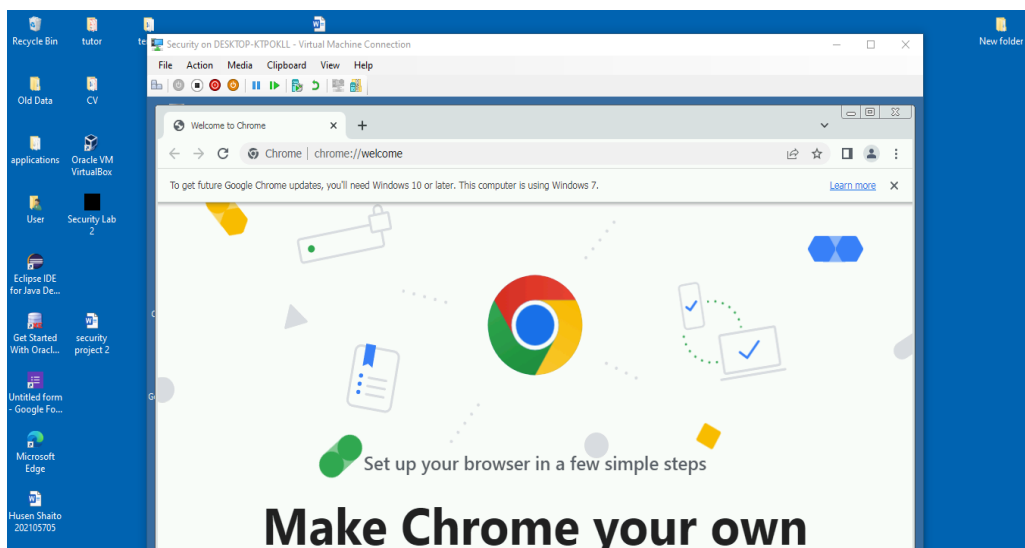 Recycle Bin
tutor
te
New folder
Old Data
CV
applications
Oracle VM
VirtualBox
User
Security Lab
2
Eclipse IDE
for Java De...
Get Started
With Oracl...
security
project 2
Untitled form
- Google Fo...
Microsoft
Edge
Husen Shaito
202105705
Security on DESKTOP-KTPOKLL - Virtual Machine Connection
File Action Media Clipboard View Help
Welcome to Chrome
Chrome | chrome://welcome
To get future Google Chrome updates, you'll need Windows 10 or later. This computer is using Windows 7.
Learn more
Set up your browser in a few simple steps
Make Chrome your own